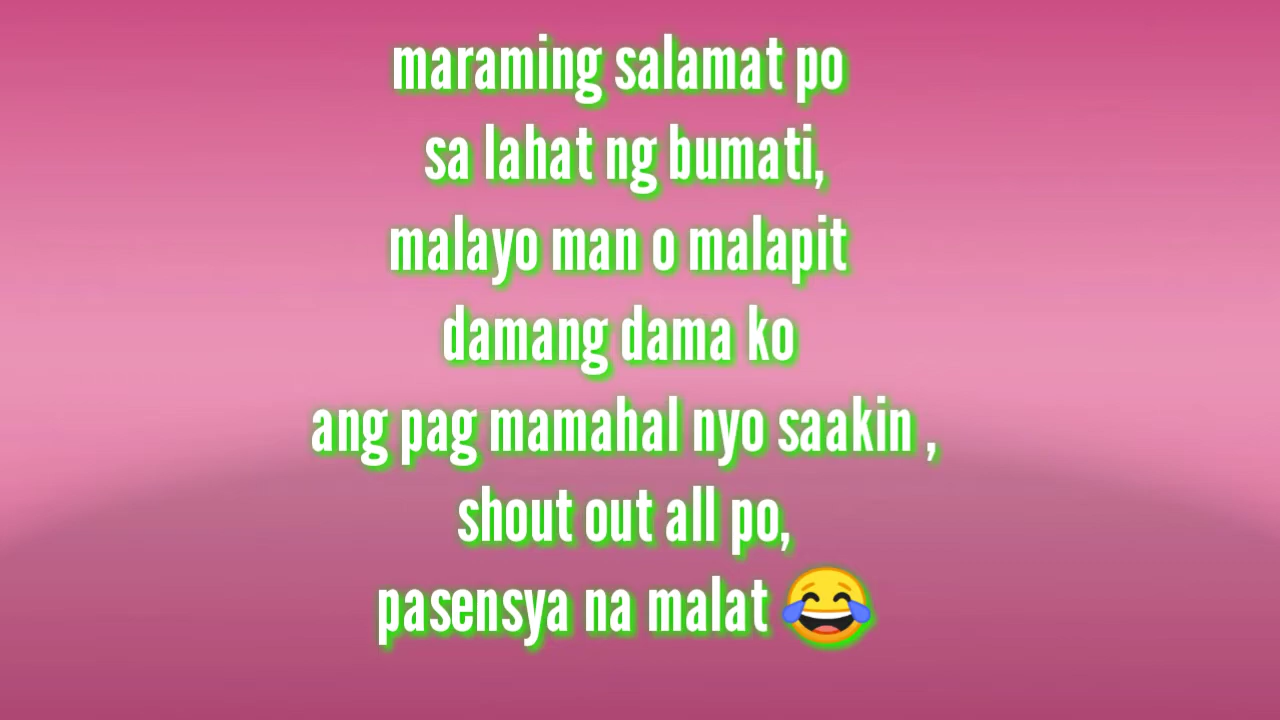 maraming salamat po
sa lahat ng bumati,
malayo man o malapit
damang dama ko
ang pag mamahal nyo saakin ,
shout out all po,
pasensya na malat 😂